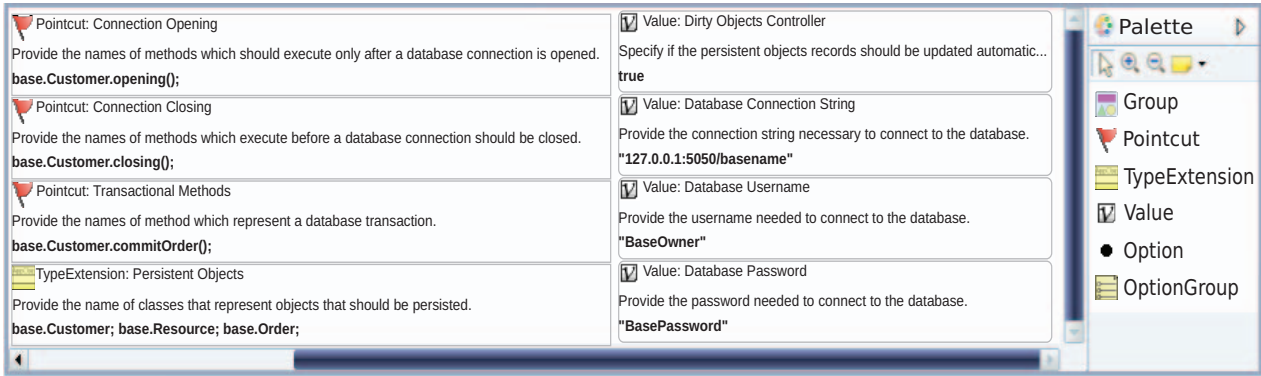 Pointcut: Connection Opening
Provide the names of methods which should execute only after a database connection is opened.
base.Customer.opening();
Pointcut: Connection Closing
Provide the names of methods which execute before a database connection should be closed.
base.Customer.closing();
Pointcut: Transactional Methods
Provide the names of method which represent a database transaction.
base.Customer.commitOrder();
TypeExtension: Persistent Objects
Provide the name of classes that represent objects that should be persisted.
base.Customer; base.Resource; base.Order;
Value: Dirty Objects Controller
Specify if the persistent objects records should be updated automatic...
true
Value: Database Connection String
Provide the connection string necessary to connect to the database.
"127.0.0.1:5050/basename"
Value: Database Username
Provide the username needed to connect to the database.
"BaseOwner"
Value: Database Password
Provide the password needed to connect to the database.
"BasePassword"
Palette
Group
Pointcut
TypeExtension
Value
Option
OptionGroup